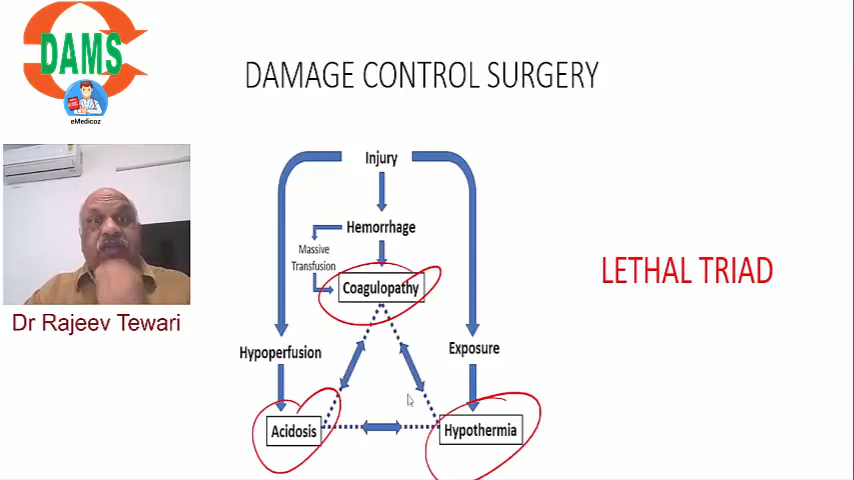 DAMS
eMedicoz
DAMAGE CONTROL SURGERY
Dr Rajeev Tewari
Injury
Hemorrhage
Massive
Transfusion
Coagulopathy
Hypoperfusion
Exposure
Acidosis
Hypothermia
LETHAL TRIAD